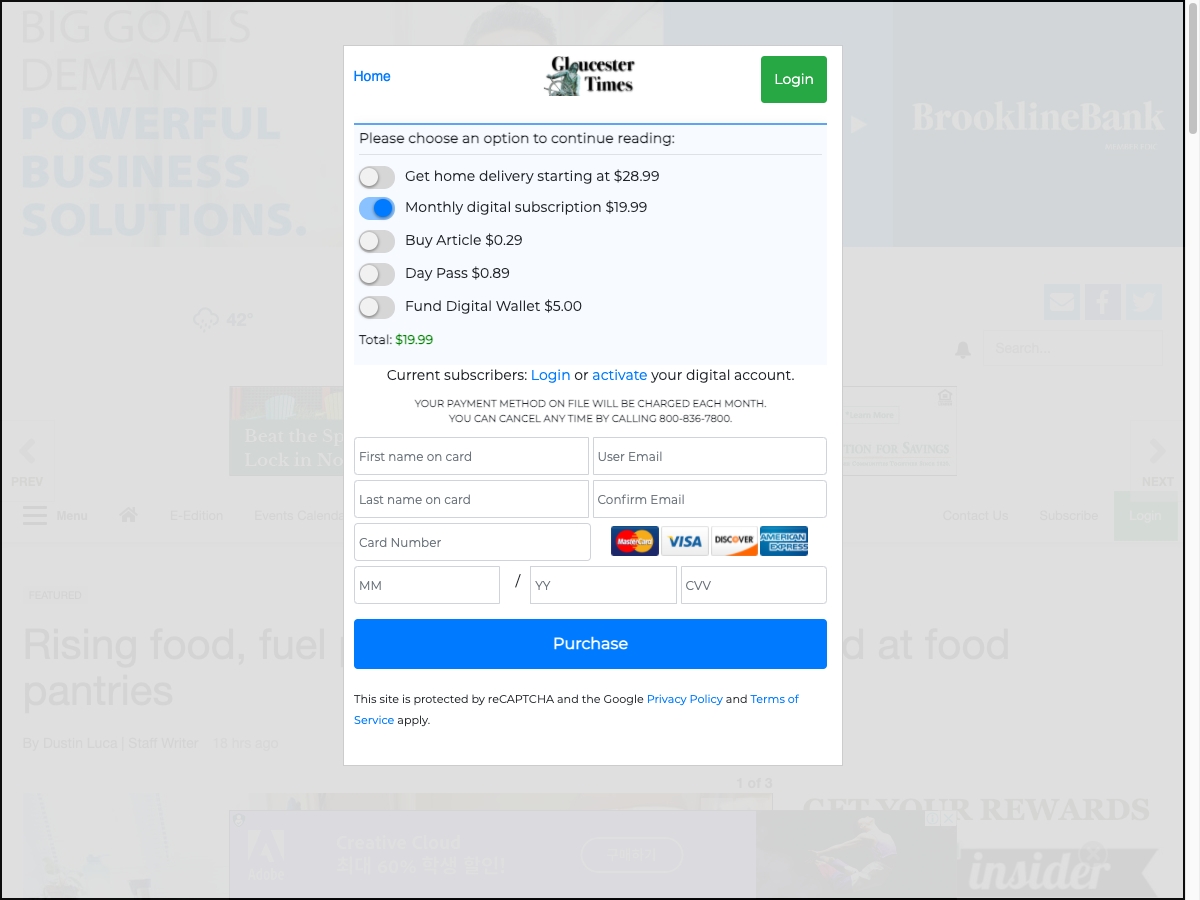 BIG GOALS
DEMAND
POWERFUL
BUSINESS
SOLUTIONS.
BrooklineBank
42°
Search...
Beat the Sp
Lock in No
PREV
NEXT
Menu
E-Edition
Events Calenda
Contact Us
Subscribe
Login
FEATURED
Rising food, fuel
d at food
pantries
By Dustin Luca | Staff Writer
18 hrs ago
1 of 3
GET YOUR REWARDS
insider
Adobe
Creative Cloud
Home
Gloucester
Times
Login
Please choose an option to continue reading:
Get home delivery starting at $28.99
Monthly digital subscription $19.99
Buy Article $0.29
Day Pass $0.89
Fund Digital Wallet $5.00
Total: $19.99
Current subscribers: Login or activate your digital account.
YOUR PAYMENT METHOD ON FILE WILL BE CHARGED EACH MONTH.
YOU CAN CANCEL ANY TIME BY CALLING 800-836-7800.
First name on card
User Email
Last name on card
Confirm Email
Card Number
MasterCard
VISA
DISCOVER
AMERICAN
EXPRESS
MM
/
YY
CVV
Purchase
This site is protected by reCAPTCHA and the Google Privacy Policy and Terms of
Service apply.